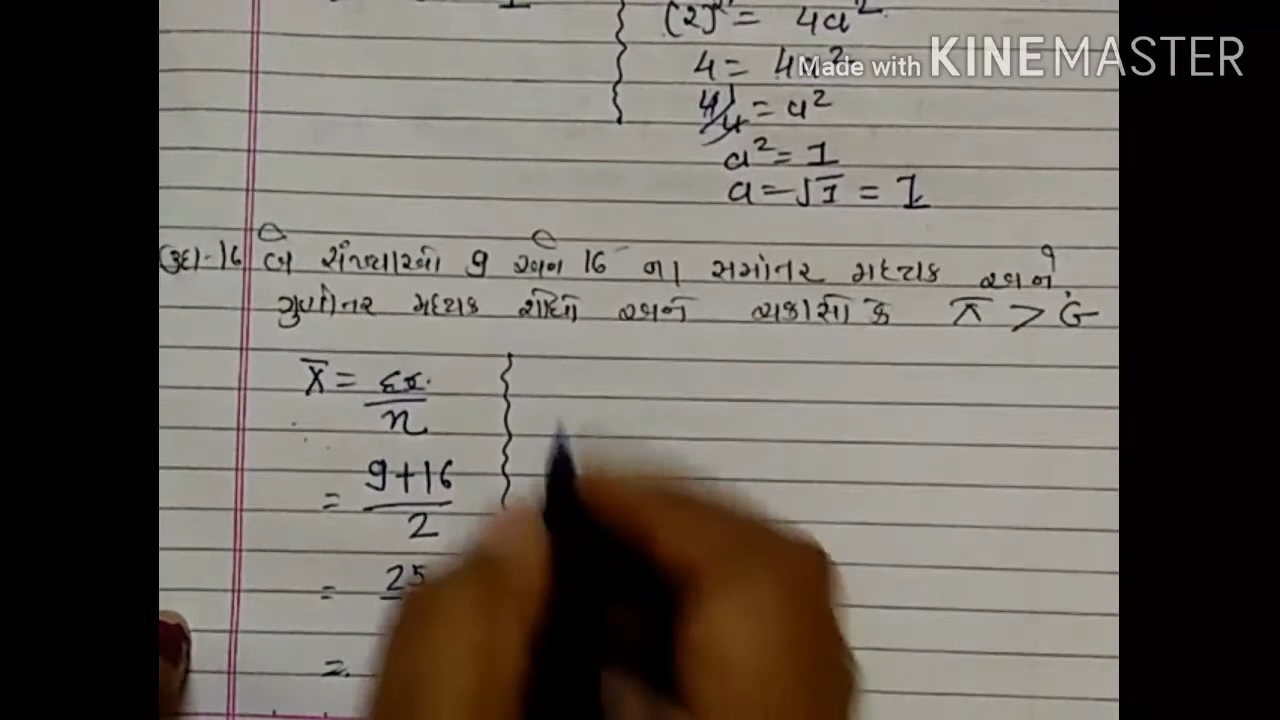 (2)² = 4a²
4 = 4a²
Made with KINEMASTER
4/4 = a²
a² = 1
a = √1 = 1
ઉદા-16 બે સંખ્યાઓ 9 અને 16 ના સમાંતર મધ્યક અને
ગુણોત્તર મધ્યક શોધો અને ચકાસો કે x̄ > G
x̄ = Σx
n
= 9+16
2
= 25
=